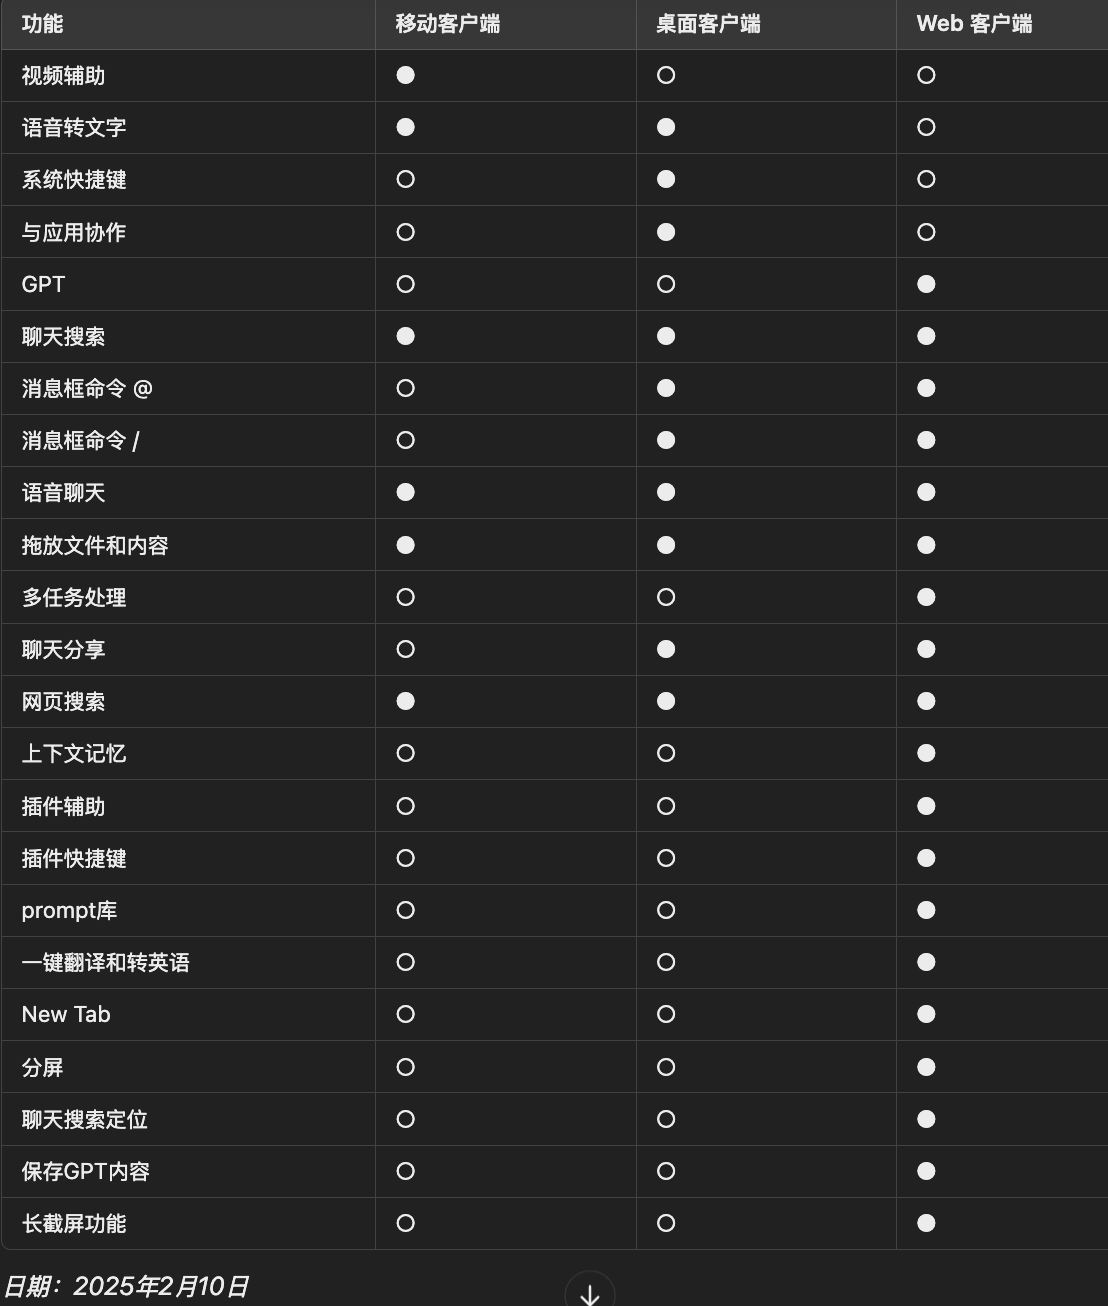 功能 移动客户端 桌面客户端 Web 客户端
视频辅助 ● ○ ○
语音转文字 ● ● ○
系统快捷键 ○ ● ○
与应用协作 ○ ● ○
GPT ○ ○ ●
聊天搜索 ● ● ●
消息框命令 @ ○ ● ●
消息框命令 / ○ ● ●
语音聊天 ● ● ●
拖放文件和内容 ● ● ●
多任务处理 ○ ○ ●
聊天分享 ○ ● ●
网页搜索 ● ● ●
上下文记忆 ○ ○ ●
插件辅助 ○ ○ ●
插件快捷键 ○ ○ ●
prompt库 ○ ○ ●
一键翻译和转英语 ○ ○ ●
New Tab ○ ○ ●
分屏 ○ ○ ●
聊天搜索定位 ○ ○ ●
保存GPT内容 ○ ○ ●
长截屏功能 ○ ○ ●
日期：2025年2月10日